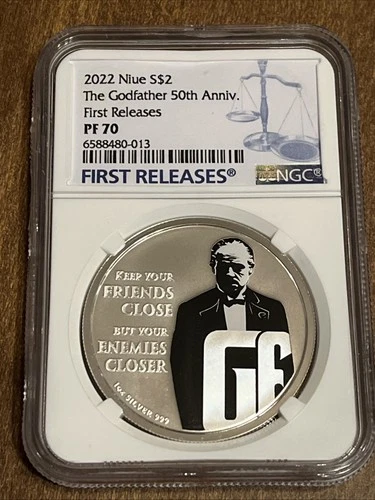 2022 Niue S$2
The Godfather 50th Anniv.
First Releases
PF 70
6588480-013
FIRST RELEASES®
NGC®
KEEP YOUR
FRIENDS
CLOSE
BUT YOUR
ENEMIES
CLOSER
1oz SILVER 999
GF